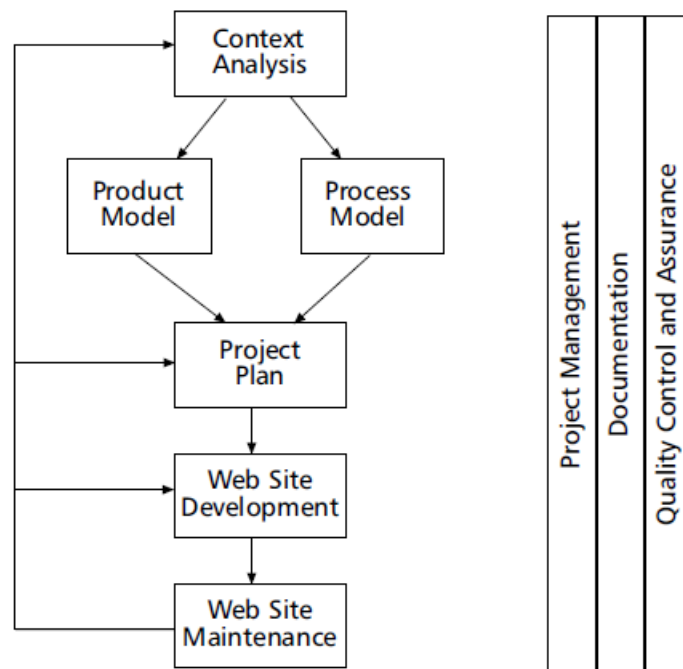 Context
Analysis
Product
Model
Process
Model
Project
Plan
Web Site
Development
Web Site
Maintenance
Project Management
Documentation
Quality Control and Assurance